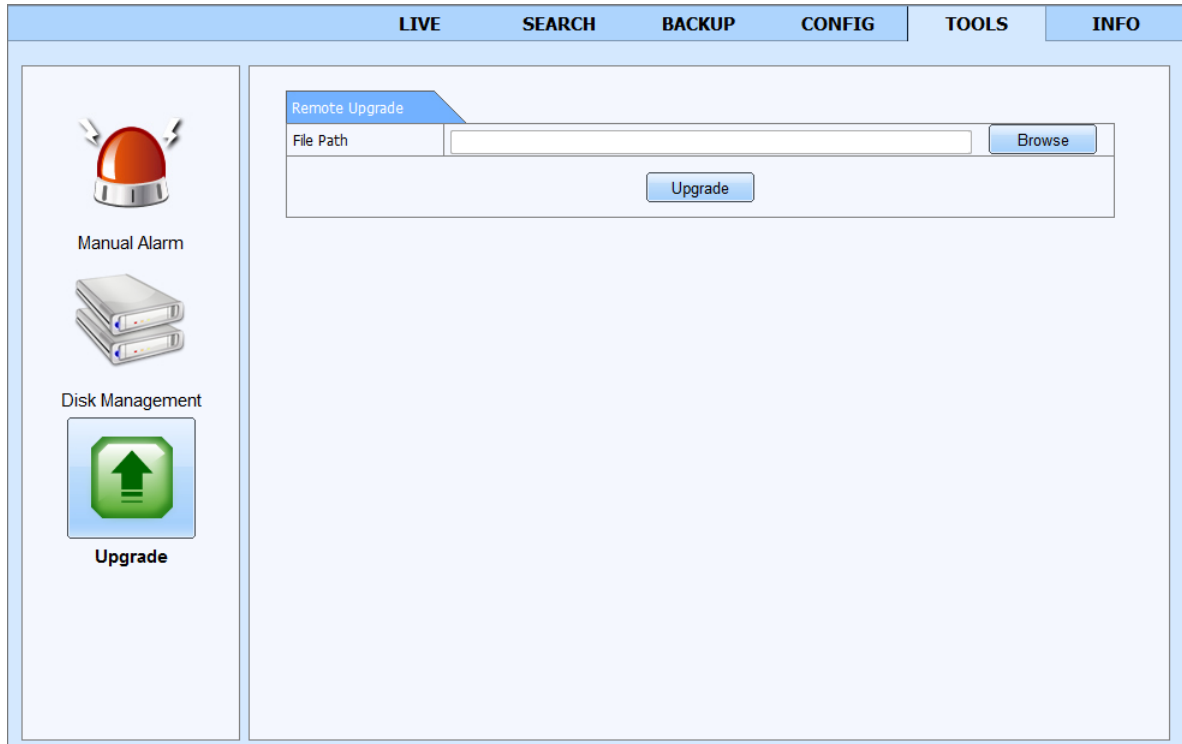 LIVE SEARCH BACKUP CONFIG TOOLS INFO
Manual Alarm
Disk Management
Upgrade
Remote Upgrade
File Path Browse
Upgrade